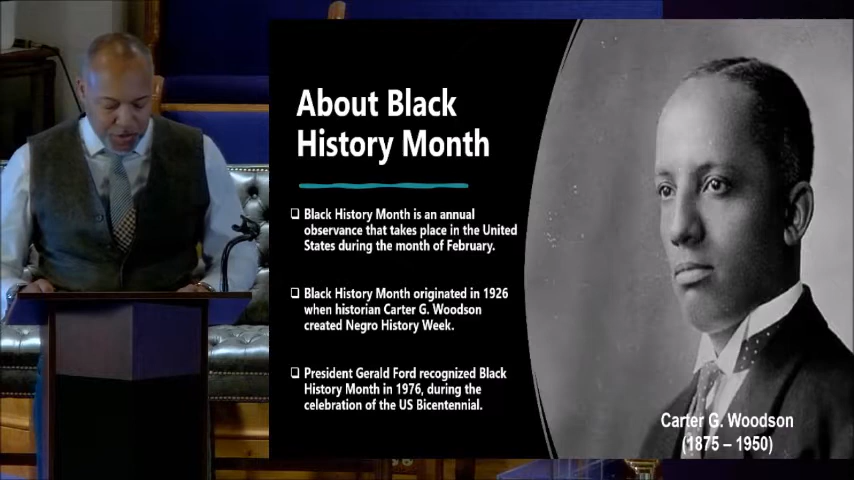 About Black
History Month
Black History Month is an annual
observance that takes place in the United
States during the month of February.
Black History Month originated in 1926
when historian Carter G. Woodson
created Negro History Week.
President Gerald Ford recognized Black
History Month in 1976, during the
celebration of the US Bicentennial.
Carter G. Woodson
(1875 – 1950)